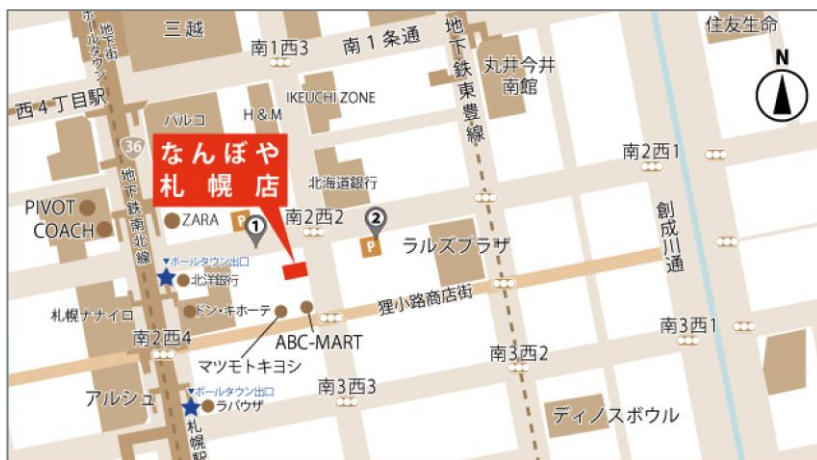 地下街
ポールタウン
三越
南1西3
南1条通
地下鉄東豊線
丸井今井
南館
住友生命
N
西4丁目駅
パルコ
H&M
IKEUCHI ZONE
36
なんぼや
札幌店
北海道銀行
南2西1
PIVOT
COACH
地下鉄南北線
ZARA
P
1
南2西2
2
P
ラルズプラザ
創成川通
▼ポールタウン出口
北洋銀行
札幌ナナイロ
ドン・キホーテ
狸小路商店街
南2西4
ABC-MART
マツモトキヨシ
南3西1
南3西2
アルシュ
▼ポールタウン出口
ラパウザ
南3西3
ディノスボウル
札幌駅